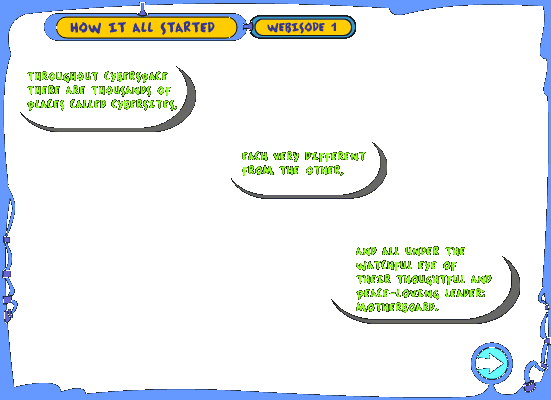 HOW IT ALL STARTED
WEBISODE 1
THROUGHOUT CYBERSPACE
THERE ARE THOUSANDS OF
PLACES CALLED CYBERSITES,
EACH VERY DIFFERENT
FROM THE OTHER,
AND ALL UNDER THE
WATCHFUL EYE OF
THEIR THOUGHTFUL AND
PEACE-LOVING LEADER:
MOTHERBOARD.